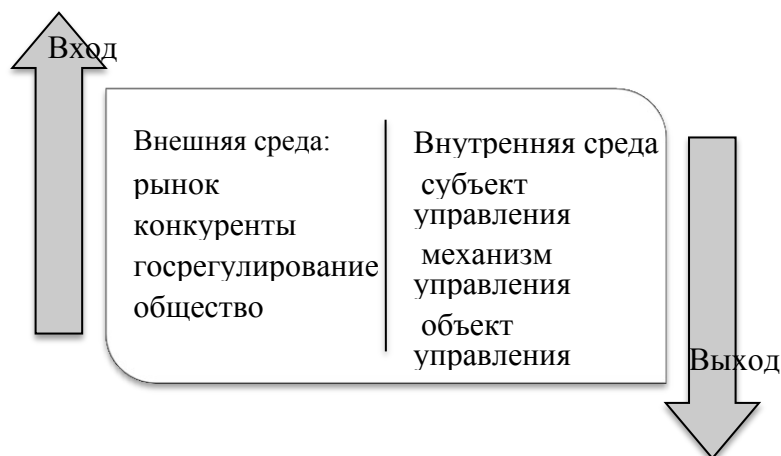 Вход
Внешняя среда:
рынок
конкуренты
госрегулирование
общество
Внутренняя среда
субъект
управления
механизм
управления
объект
управления
Выход